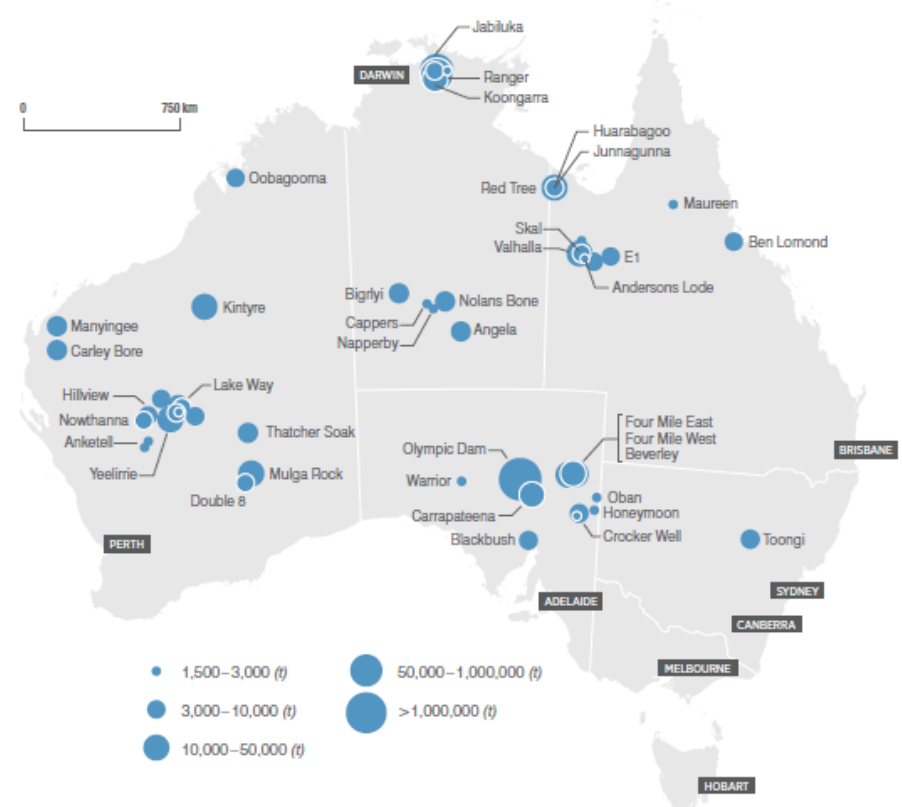 Jabiluka
DARWIN
Ranger
Koongarra
0 750 km
Huarabagoo
Junnagunna
Oobagooma
Red Tree
Maureen
Skal
Valhalla
Ben Lomond
E1
Andersons Lode
Bigrlyi
Nolans Bone
Kintyre
Cappers
Napperby
Angela
Manyingee
Carley Bore
Lake Way
Hillview
Nowthanna
Anketell
Yeelirrie
Thatcher Soak
Mulga Rock
Double 8
Four Mile East
Four Mile West
Beverley
Olympic Dam
Warrior
Carrapateena
Blackbush
Oban
Honeymoon
Crocker Well
BRISBANE
Toongi
PERTH
SYDNEY
ADELAIDE
CANBERRA
MELBOURNE
1,500–3,000 (t)
3,000–10,000 (t)
10,000–50,000 (t)
50,000–1,000,000 (t)
>1,000,000 (t)
HOBART